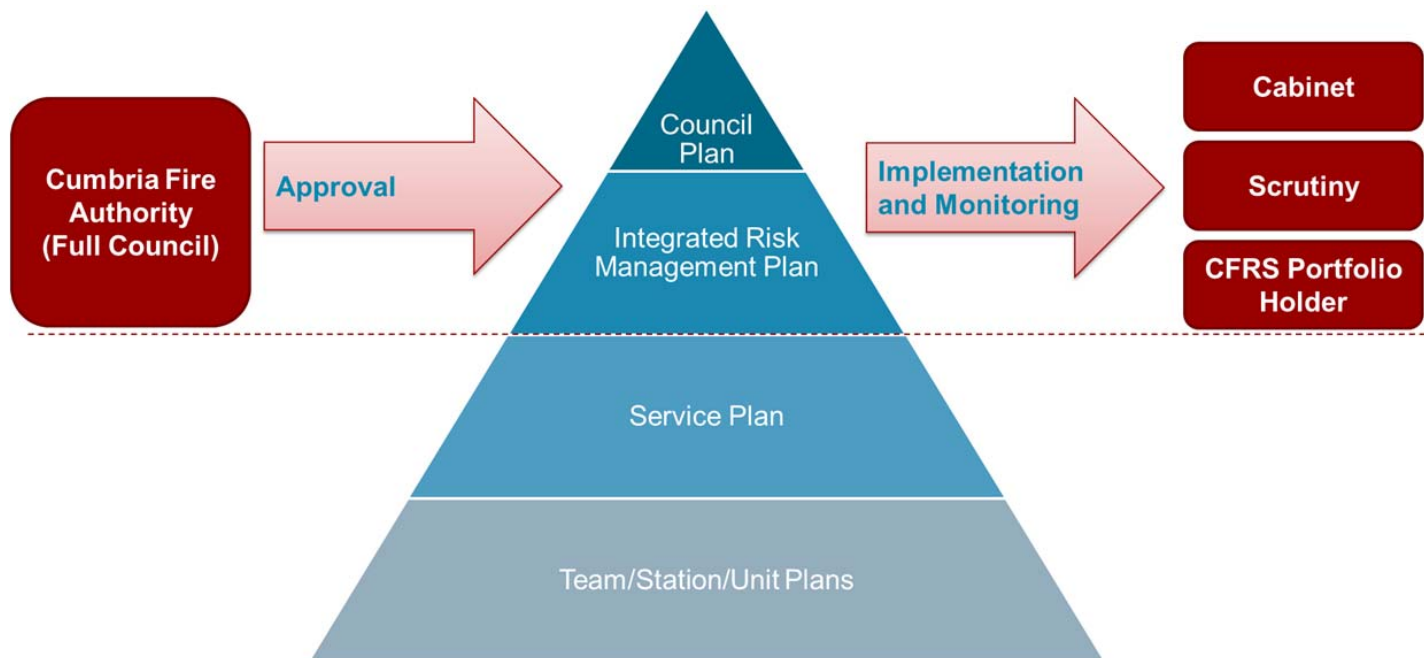 Cumbria Fire
Authority
(Full Council)
Approval
Council
Plan
Integrated Risk
Management Plan
Service Plan
Team/Station/Unit Plans
Implementation
and Monitoring
Cabinet
Scrutiny
CFRS Portfolio
Holder